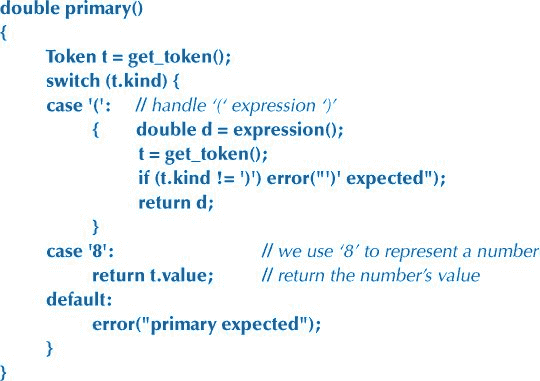 double primary()
{
Token t = get_token();
switch (t.kind) {
case '(': // handle ‘(‘ expression ‘)’
{ double d = expression();
t = get_token();
if (t.kind != ')') error("')' expected");
return d;
}
case '8': // we use ‘8’ to represent a number
return t.value; // return the number’s value
default:
error("primary expected");
}
}